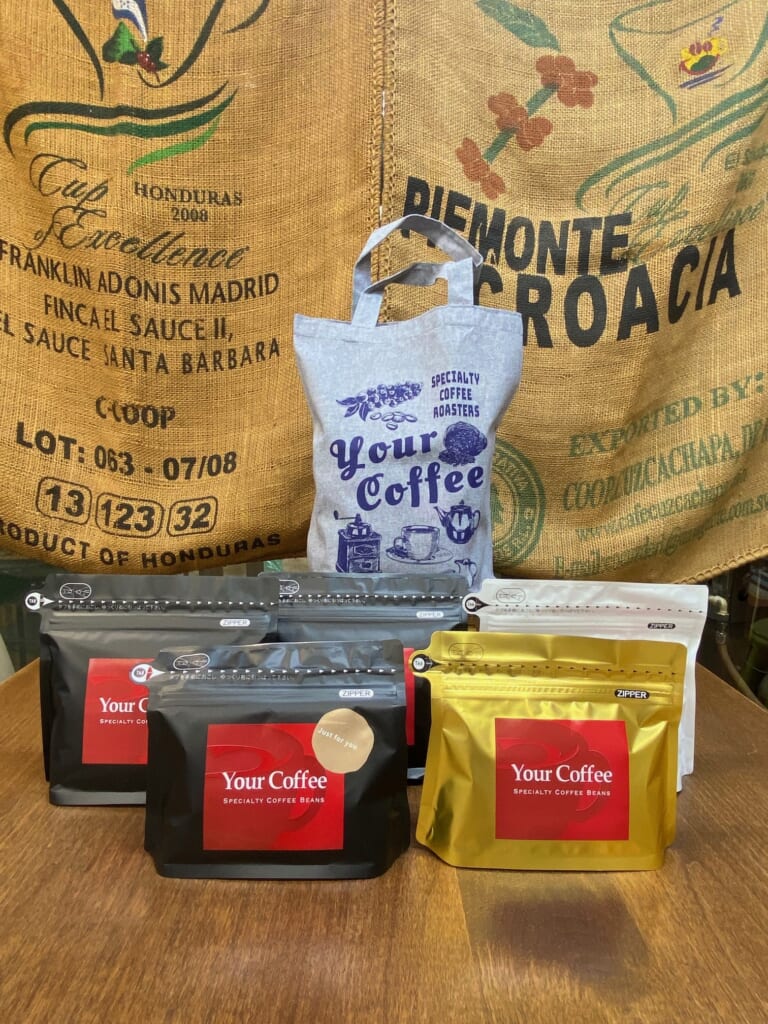 Cup
of Excellence
HONDURAS
2008
FRANKLIN ADONIS MADRID
FINCA EL SAUCE II,
EL SAUCE SANTA BARBARA
COOP
LOT: 063 - 07/08
13 123 32
PRODUCT OF HONDURAS
PIEMONTE
CROACIA
EXPORTED BY:
SPECIALTY
COFFEE
ROASTERS
Your
Coffee
ZIPPER
ZIPPER
Your C
SPECIALTY CO
ZIPPER
Just for you
Your Coffee
SPECIALTY COFFEE BEANS
ZIPPER
Your Coffee
SPECIALTY COFFEE BEANS